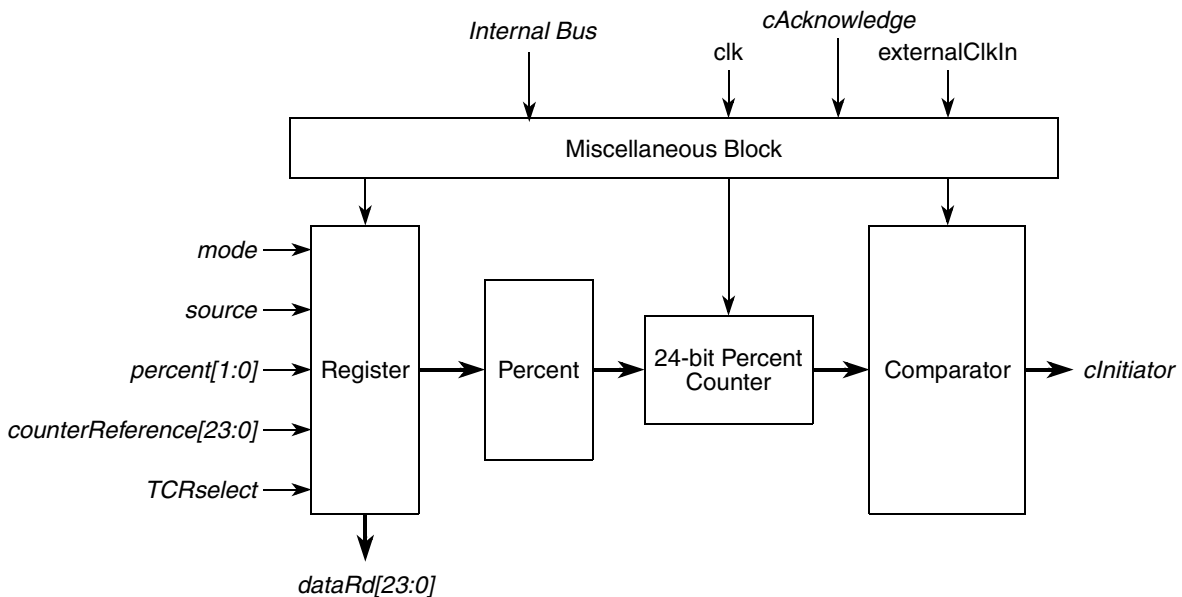 Internal Bus
clk
cAcknowledge
externalClkIn
Miscellaneous Block
mode
source
percent[1:0]
counterReference[23:0]
TCRselect
Register
Percent
24-bit Percent
Counter
Comparator
cInitiator
dataRd[23:0]